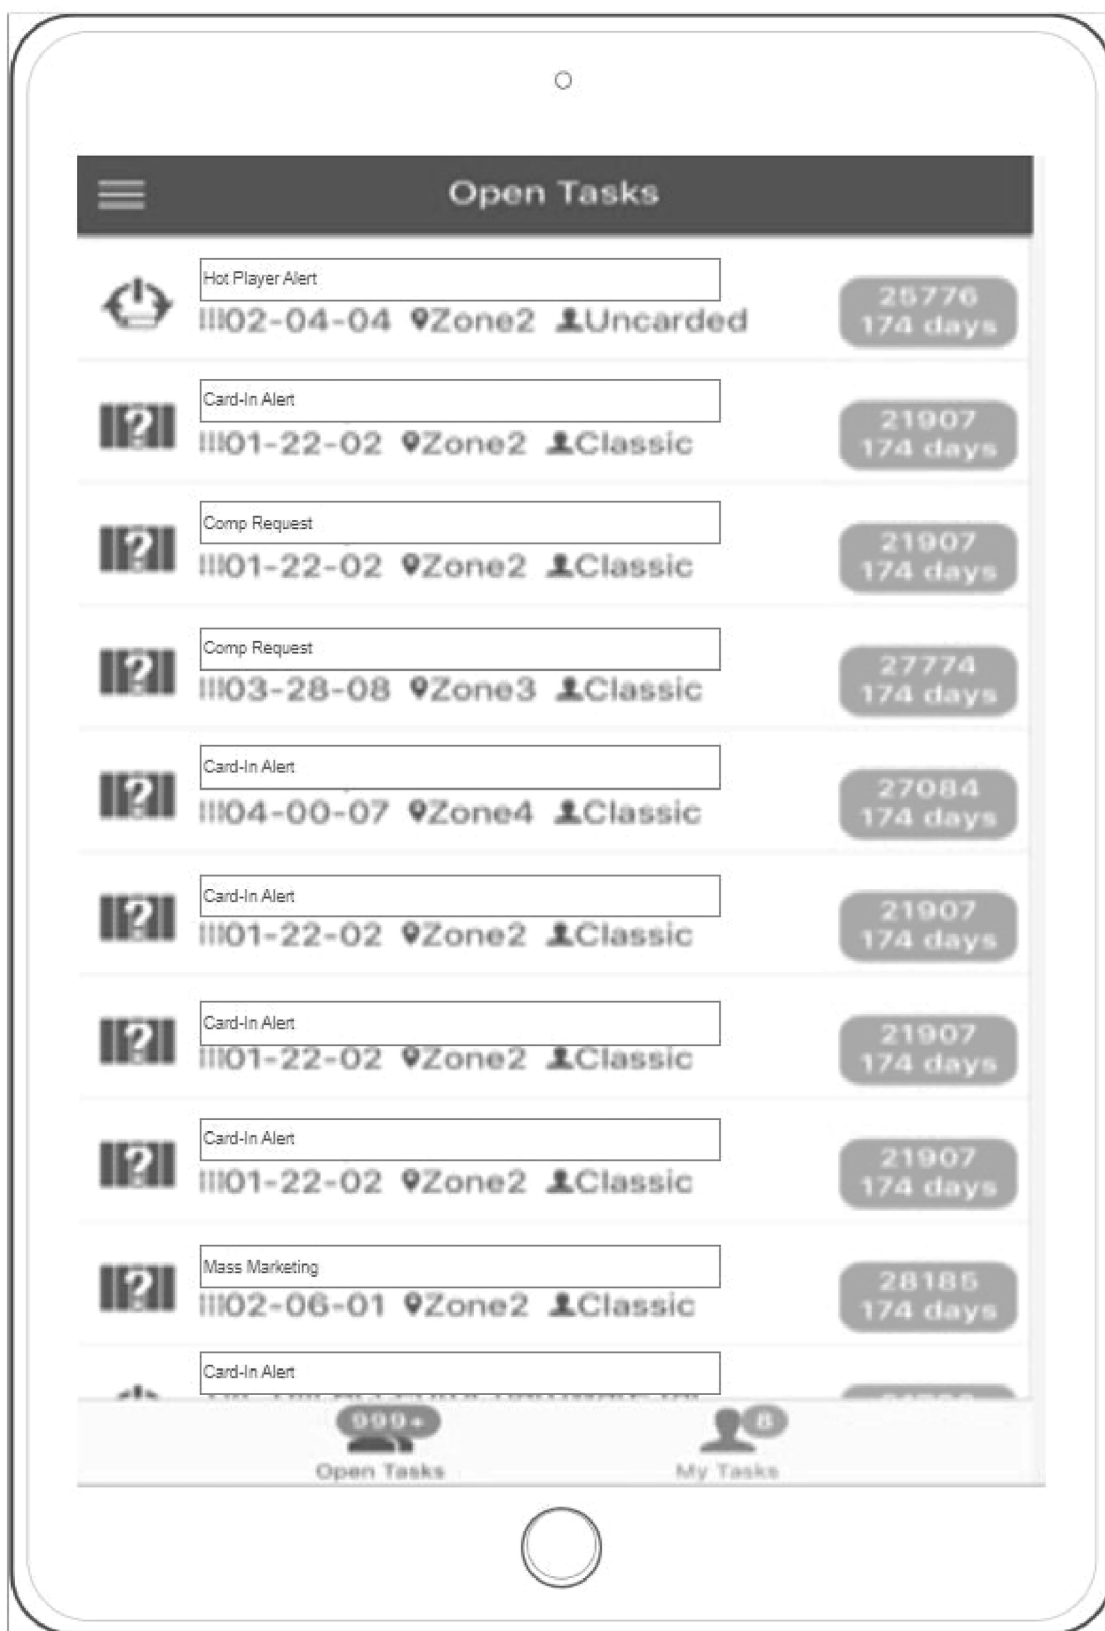 Open Tasks
Hot Player Alert
02-04-04 Zone2 Uncarded
25776
174 days
Card-In Alert
01-22-02 Zone2 Classic
21907
174 days
Comp Request
01-22-02 Zone2 Classic
21907
174 days
Comp Request
03-28-08 Zone3 Classic
27774
174 days
Card-In Alert
04-00-07 Zone4 Classic
27084
174 days
Card-In Alert
01-22-02 Zone2 Classic
21907
174 days
Card-In Alert
01-22-02 Zone2 Classic
21907
174 days
Card-In Alert
01-22-02 Zone2 Classic
21907
174 days
Mass Marketing
02-06-01 Zone2 Classic
28185
174 days
Card-In Alert
999+
8
Open Tasks
My Tasks